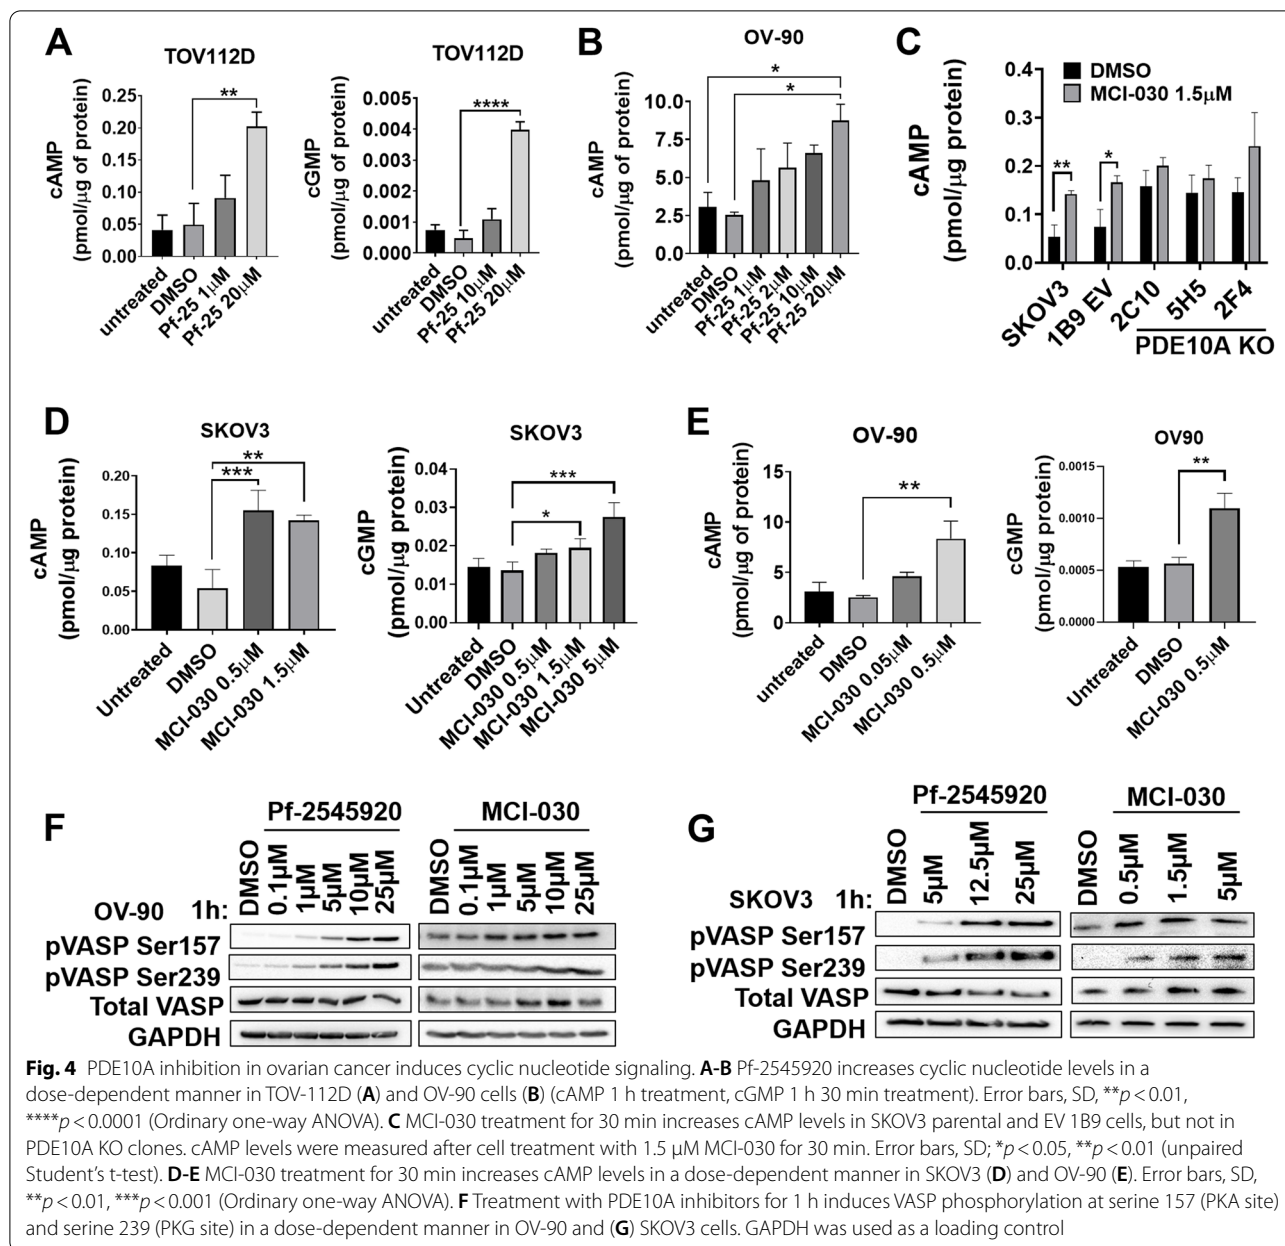 A
TOV112D
cAMP
(pmol/µg of protein)
0.25
0.20
0.15
0.10
0.05
0.00
**
untreated
DMSO
Pf-25 1µM
Pf-25 20µM
TOV112D
cGMP
(pmol/µg of protein)
0.005
0.004
0.003
0.002
0.001
0.000
****
untreated
DMSO
Pf-25 10µM
Pf-25 20µM
B
OV-90
cAMP
(pmol/µg of protein)
10.0
7.5
5.0
2.5
0.0
*
*
untreated
DMSO
Pf-25 1µM
Pf-25 2µM
Pf-25 10µM
Pf-25 20µM
C
DMSO
MCI-030 1.5µM
cAMP
(pmol/µg protein)
0.4
0.3
0.2
0.1
0.0
**
*
SKOV3
1B9 EV
2C10
5H5
2F4
PDE10A KO
D
SKOV3
cAMP
(pmol/µg protein)
0.20
0.15
0.10
0.05
0.00
**
***
Untreated
DMSO
MCI-030 0.5µM
MCI-030 1.5µM
SKOV3
cGMP
(pmol/µg protein)
0.04
0.03
0.02
0.01
0.00
***
*
Untreated
DMSO
MCI-030 0.5µM
MCI-030 1.5µM
MCI-030 5µM
E
OV-90
cAMP
(pmol/µg of protein)
15
10
5
0
**
untreated
DMSO
MCI-030 0.05µM
MCI-030 0.5µM
OV90
cGMP
(pmol/µg protein)
0.0015
0.0010
0.0005
0.0000
**
Untreated
DMSO
MCI-030 0.5µM
F
Pf-2545920
MCI-030
OV-90 1h:
DMSO
0.1µM
1µM
5µM
10µM
25µM
DMSO
0.1µM
1µM
5µM
10µM
25µM
pVASP Ser157
pVASP Ser239
Total VASP
GAPDH
G
Pf-2545920
MCI-030
SKOV3 1h:
DMSO
5µM
12.5µM
25µM
DMSO
0.5µM
1.5µM
5µM
pVASP Ser157
pVASP Ser239
Total VASP
GAPDH
Fig. 4 PDE10A inhibition in ovarian cancer induces cyclic nucleotide signaling. A-B Pf-2545920 increases cyclic nucleotide levels in a
dose-dependent manner in TOV-112D (A) and OV-90 cells (B) (cAMP 1 h treatment, cGMP 1 h 30 min treatment). Error bars, SD, **p < 0.01,
****p < 0.0001 (Ordinary one-way ANOVA). C MCI-030 treatment for 30 min increases cAMP levels in SKOV3 parental and EV 1B9 cells, but not in
PDE10A KO clones. cAMP levels were measured after cell treatment with 1.5 µM MCI-030 for 30 min. Error bars, SD; *p < 0.05, **p < 0.01 (unpaired
Student's t-test). D-E MCI-030 treatment for 30 min increases cAMP levels in a dose-dependent manner in SKOV3 (D) and OV-90 (E). Error bars, SD,
**p < 0.01, ***p < 0.001 (Ordinary one-way ANOVA). F Treatment with PDE10A inhibitors for 1 h induces VASP phosphorylation at serine 157 (PKA site)
and serine 239 (PKG site) in a dose-dependent manner in OV-90 and (G) SKOV3 cells. GAPDH was used as a loading control